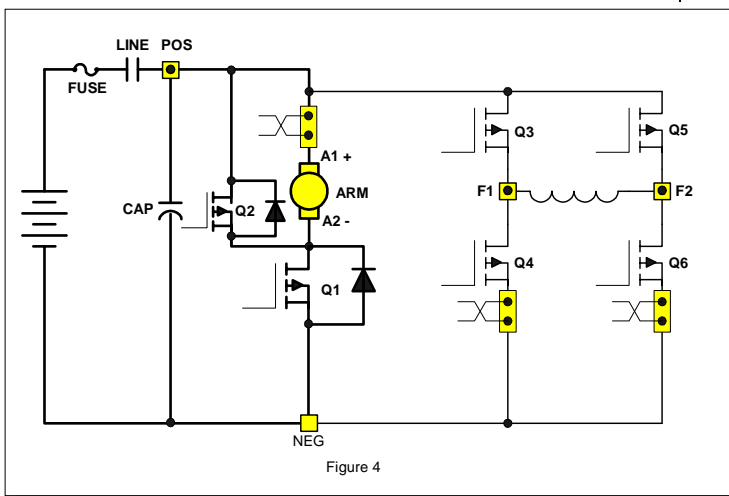 LINE POS
FUSE
Q3
Q5
A1 +
ARM
F1
F2
CAP
Q2
A2 -
Q4
Q6
Q1
NEG
Figure 4